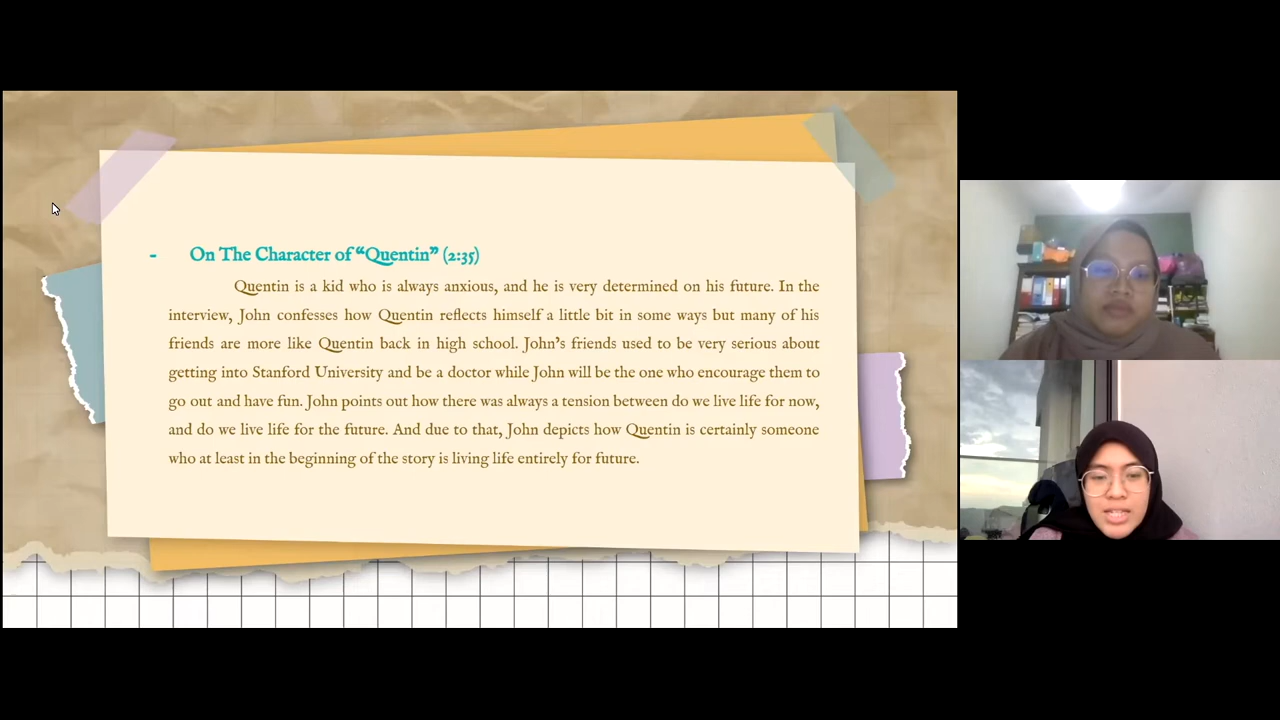 - On The Character of “Quentin” (2:35)
Quentin is a kid who is always anxious, and he is very determined on his future. In the
interview, John confesses how Quentin reflects himself a little bit in some ways but many of his
friends are more like Quentin back in high school. John’s friends used to be very serious about
getting into Stanford University and be a doctor while John will be the one who encourage them to
go out and have fun. John points out how there was always a tension between do we live life for now,
and do we live life for the future. And due to that, John depicts how Quentin is certainly someone
who at least in the beginning of the story is living life entirely for future.